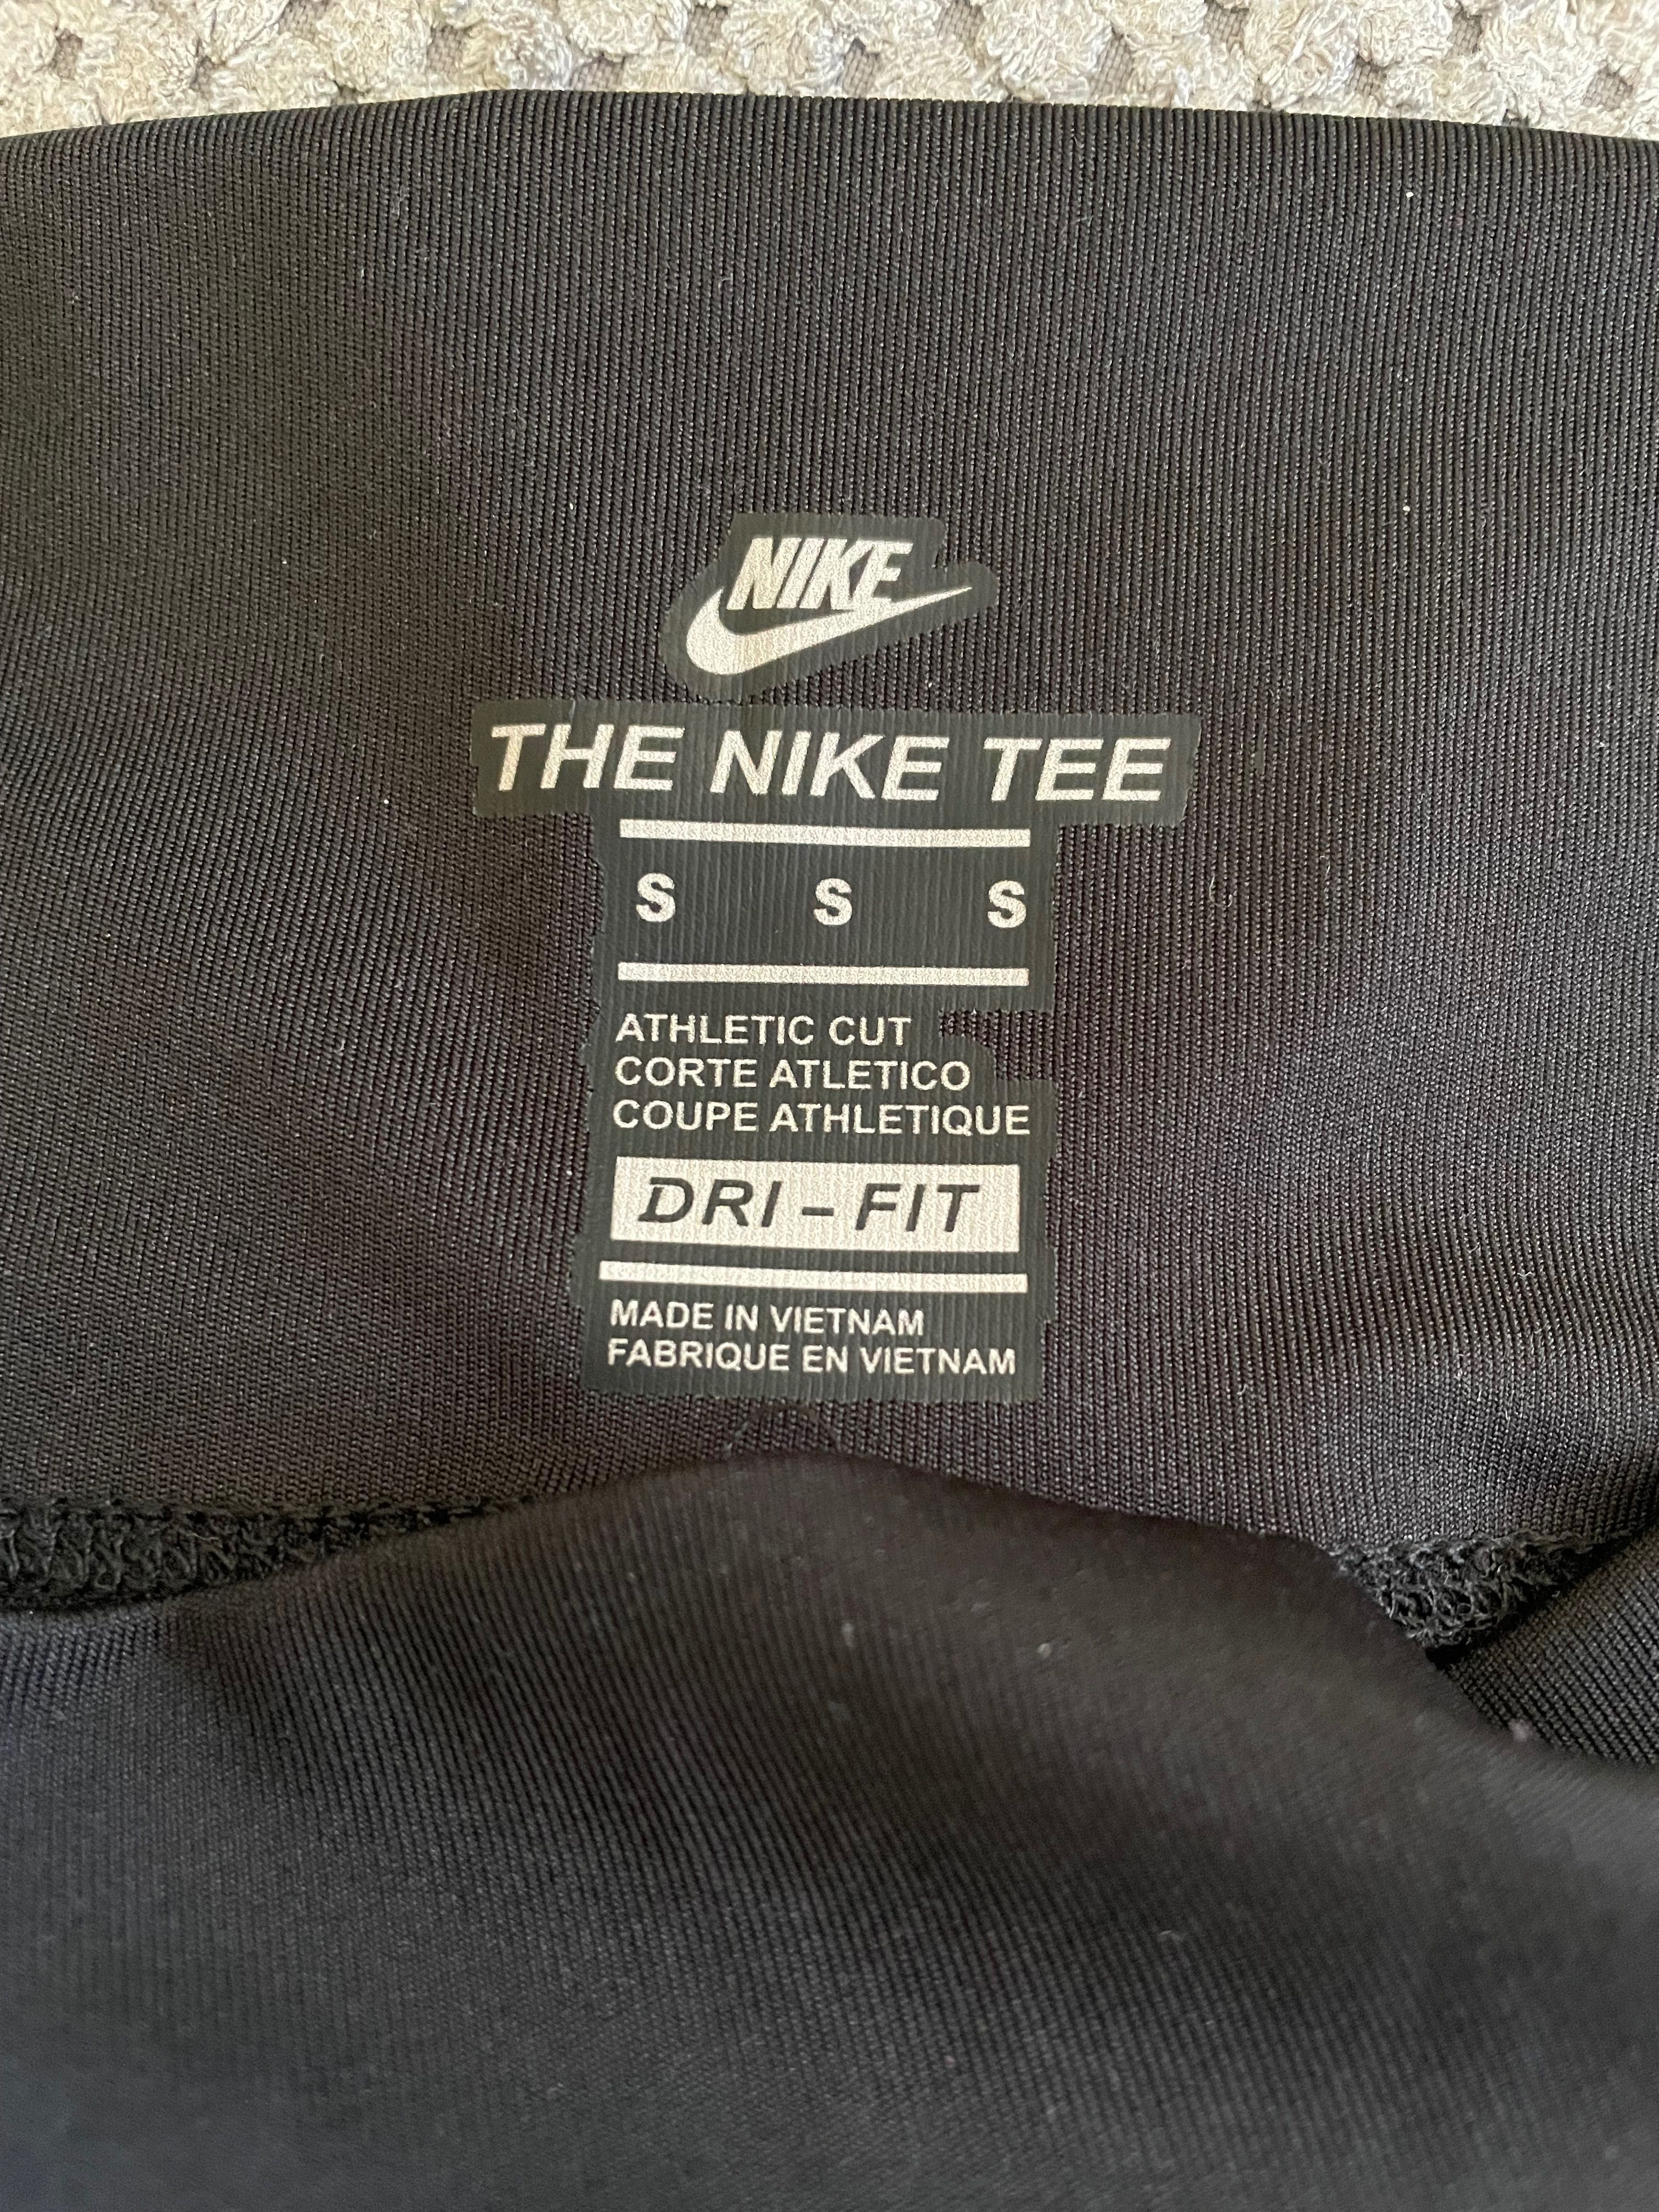 NIKE
THE NIKE TEE
S S S
ATHLETIC CUT
CORTE ATLETICO
COUPE ATHLETIQUE
DRI - FIT
MADE IN VIETNAM
FABRIQUE EN VIETNAM